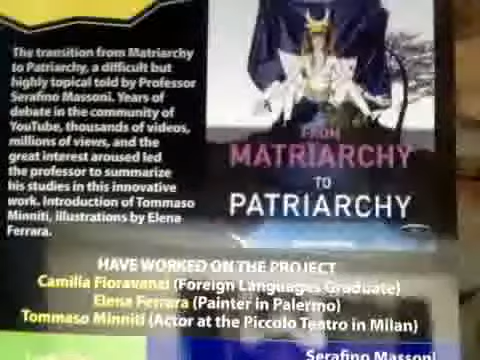 The transition from Matriarchy
to Patriarchy, a difficult but
highly topical told by Professor
Serafino Massoni. Years of
debate in the community of
YouTube, thousands of videos,
millions of views, and the
great interest aroused led
the professor to summarize
his studies in this innovative
work. Introduction of Tommaso
Minniti, illustrations by Elena
Ferrara.
FROM
MATRIARCHY
TO
PATRIARCHY
HAVE WORKED ON THE PROJECT
Camilla Fioravanzi (Foreign Languages Graduate)
Elena Ferrara (Painter in Palermo)
Tommaso Minniti (Actor at the Piccolo Teatro in Milan)
Serafino Massoni